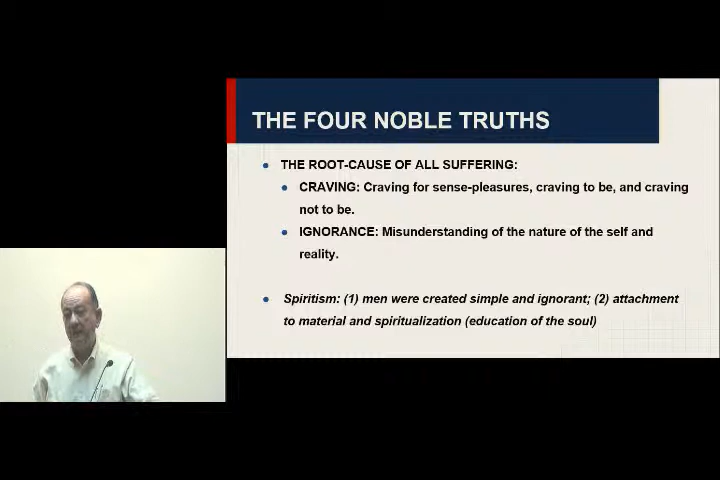 THE FOUR NOBLE TRUTHS
THE ROOT-CAUSE OF ALL SUFFERING:
CRAVING: Craving for sense-pleasures, craving to be, and craving
not to be.
IGNORANCE: Misunderstanding of the nature of the self and
reality.
Spiritism: (1) men were created simple and ignorant; (2) attachment
to material and spiritualization (education of the soul)